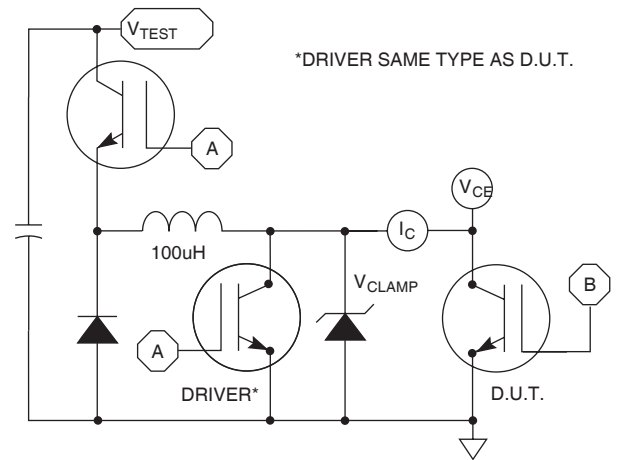 VTEST
*DRIVER SAME TYPE AS D.U.T.
A
VCE
IC
100uH
VCLAMP
B
A
DRIVER*
D.U.T.